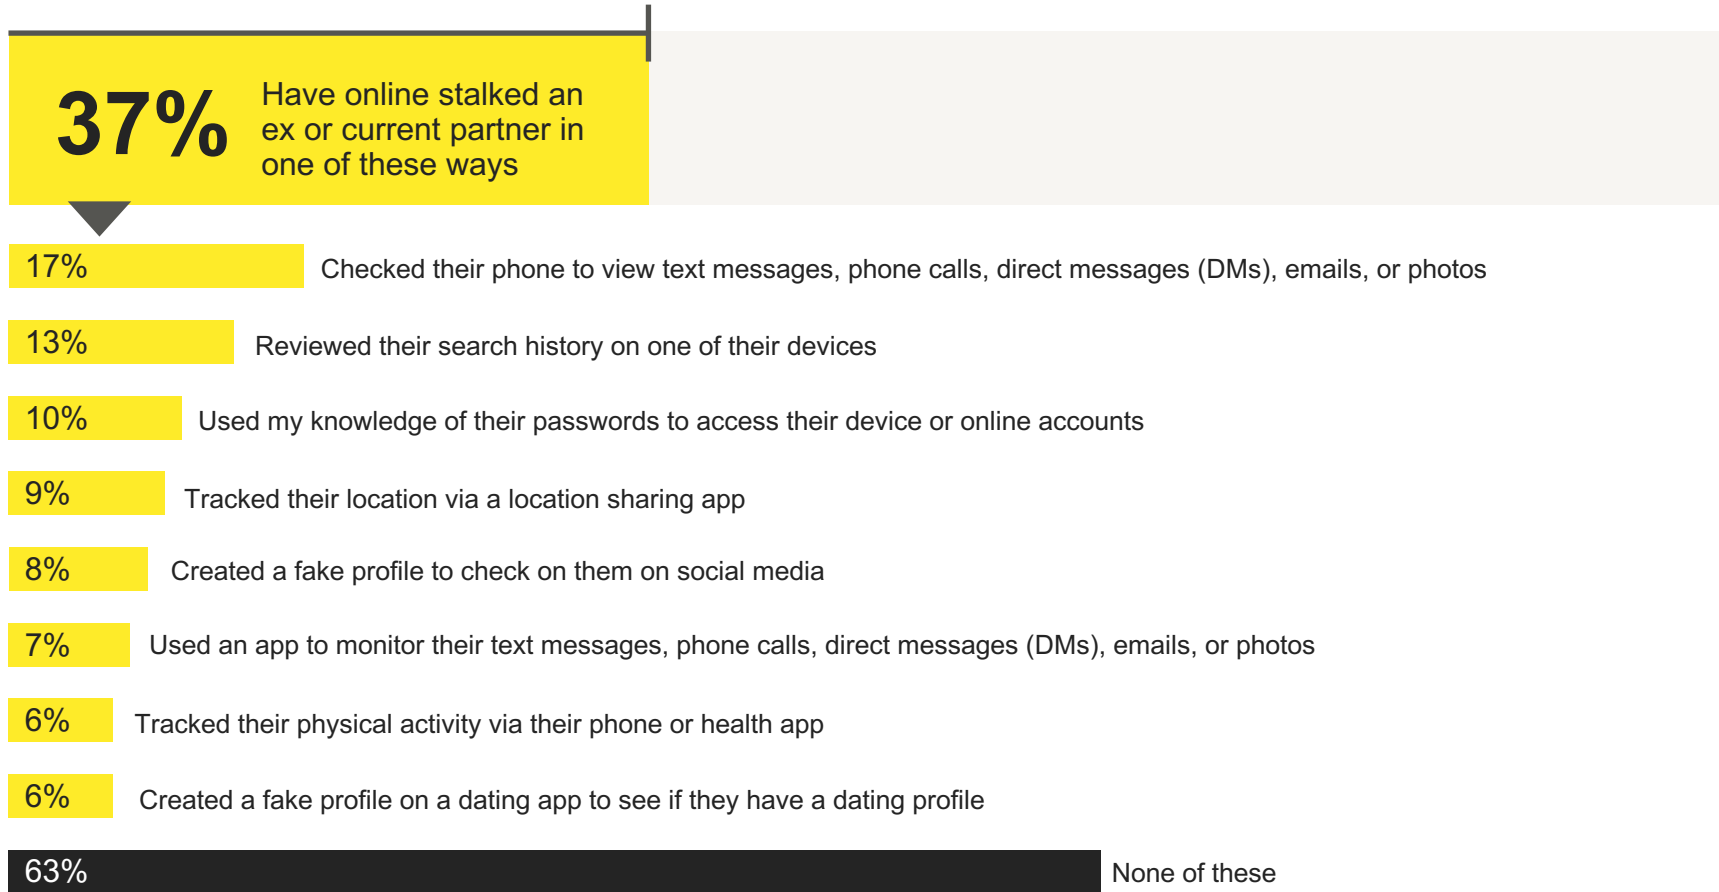 37%
Have online stalked an
ex or current partner in
one of these ways
17% Checked their phone to view text messages, phone calls, direct messages (DMs), emails, or photos
13% Reviewed their search history on one of their devices
10% Used my knowledge of their passwords to access their device or online accounts
9% Tracked their location via a location sharing app
8% Created a fake profile to check on them on social media
7% Used an app to monitor their text messages, phone calls, direct messages (DMs), emails, or photos
6% Tracked their physical activity via their phone or health app
6% Created a fake profile on a dating app to see if they have a dating profile
63% None of these